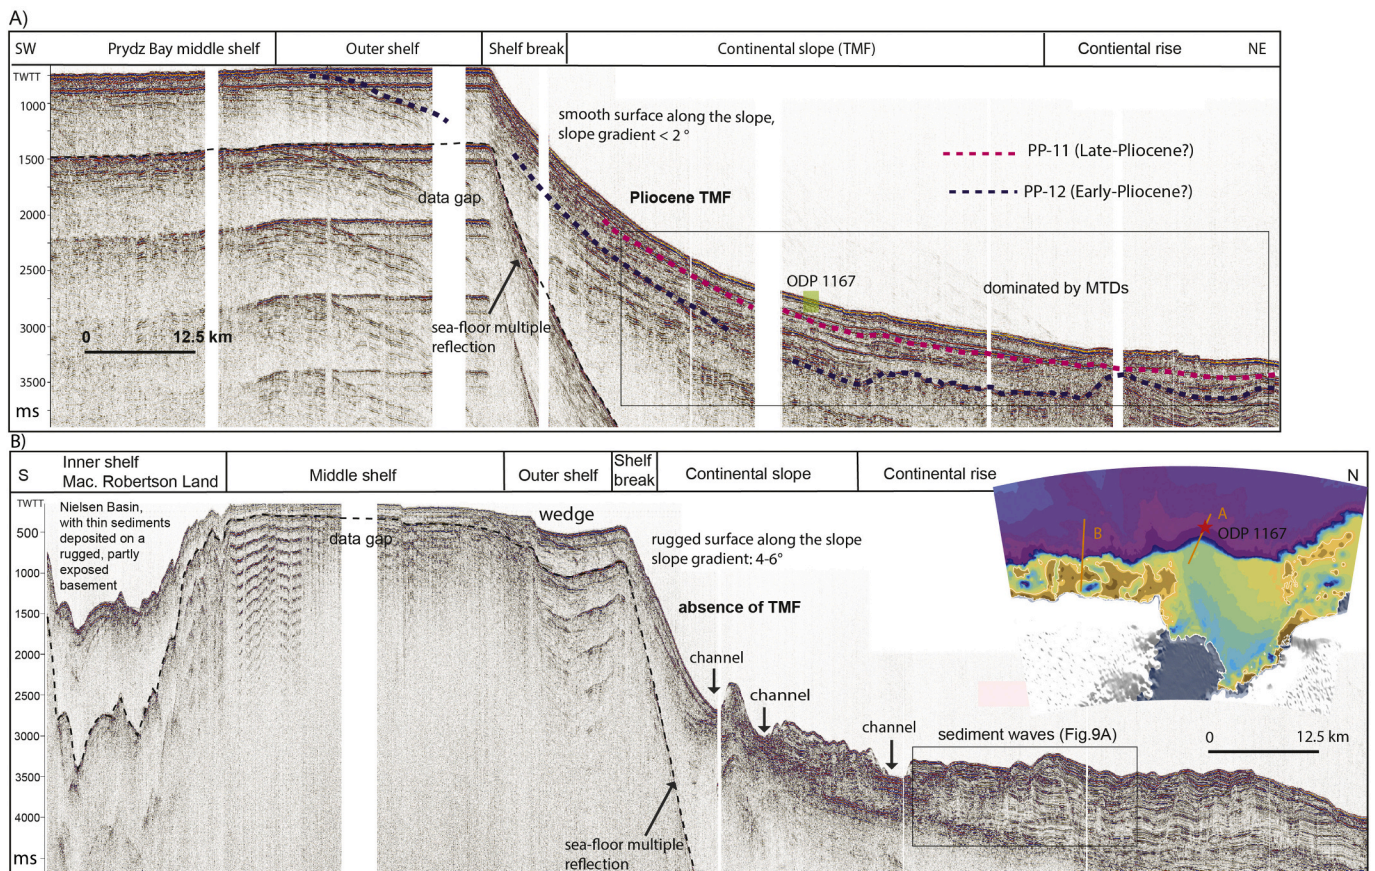 A)
SW
Prydz Bay middle shelf
Outer shelf
Shelf break
Continental slope (TMF)
Contiental rise
NE
TWTT
1000
1500
2000
2500
3000
3500
ms
smooth surface along the slope,
slope gradient < 2 °
PP-11 (Late-Pliocene?)
PP-12 (Early-Pliocene?)
data gap
Pliocene TMF
ODP 1167
dominated by MTDs
sea-floor multiple
reflection
0
12.5 km
B)
S
Inner shelf
Mac. Robertson Land
Middle shelf
Outer shelf
Shelf
break
Continental slope
Continental rise
N
TWTT
500
1000
1500
2000
2500
3000
3500
4000
ms
Nielsen Basin,
with thin sediments
deposited on a
rugged, partly
exposed
basement
data gap
wedge
rugged surface along the slope
slope gradient: 4-6°
absence of TMF
channel
channel
channel
sediment waves (Fig.9A)
sea-floor multiple
reflection
A
B
ODP 1167
0
12.5 km